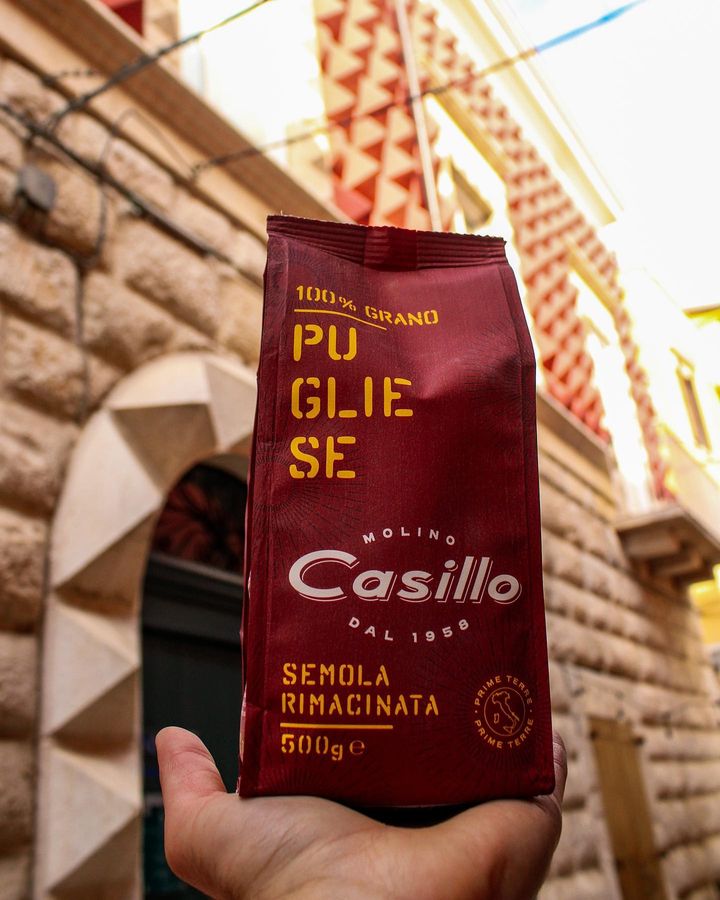 100% GRANO
PU
GLIE
SE
MOLINO
Casillo
DAL 1958
SEMOLA
RIMACINATA
500g ℮
PRIME TERRE
PRIME TERRE